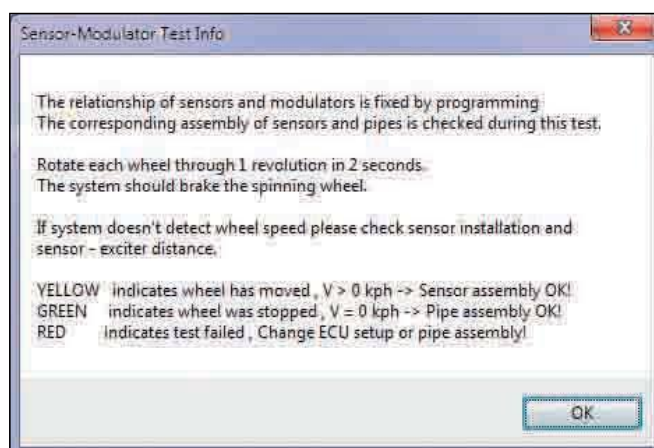 Sensor-Modulator Test Info
The relationship of sensors and modulators is fixed by programming
The corresponding assembly of sensors and pipes is checked during this test.
Rotate each wheel through 1 revolution in 2 seconds.
The system should brake the spinning wheel.
If system doesn't detect wheel speed please check sensor installation and
sensor - exciter distance.
YELLOW indicates wheel has moved , V > 0 kph -> Sensor assembly OK!
GREEN indicates wheel was stopped , V = 0 kph -> Pipe assembly OK!
RED indicates test failed , Change ECU setup or pipe assembly!
OK